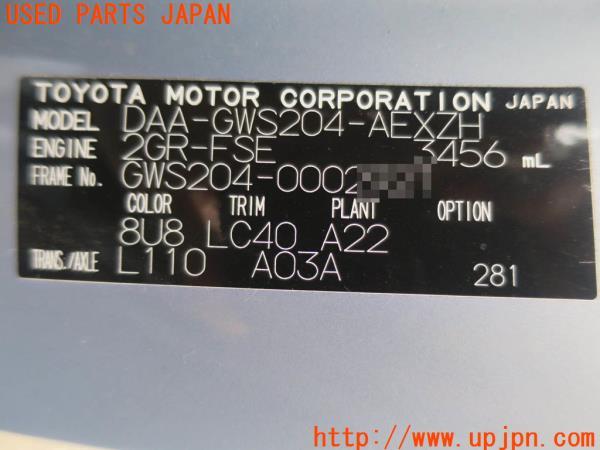 USED PARTS JAPAN
TOYOTA MOTOR CORPORATION JAPAN
MODEL DAA-GWS204-AEXZH
ENGINE 2GR-FSE 3456 mL
FRAME No. GWS204-0002
COLOR TRIM PLANT OPTION
8U8 LC40 A22
TRANS./AXLE L110 A03A 281
http://www.upjpn.com/